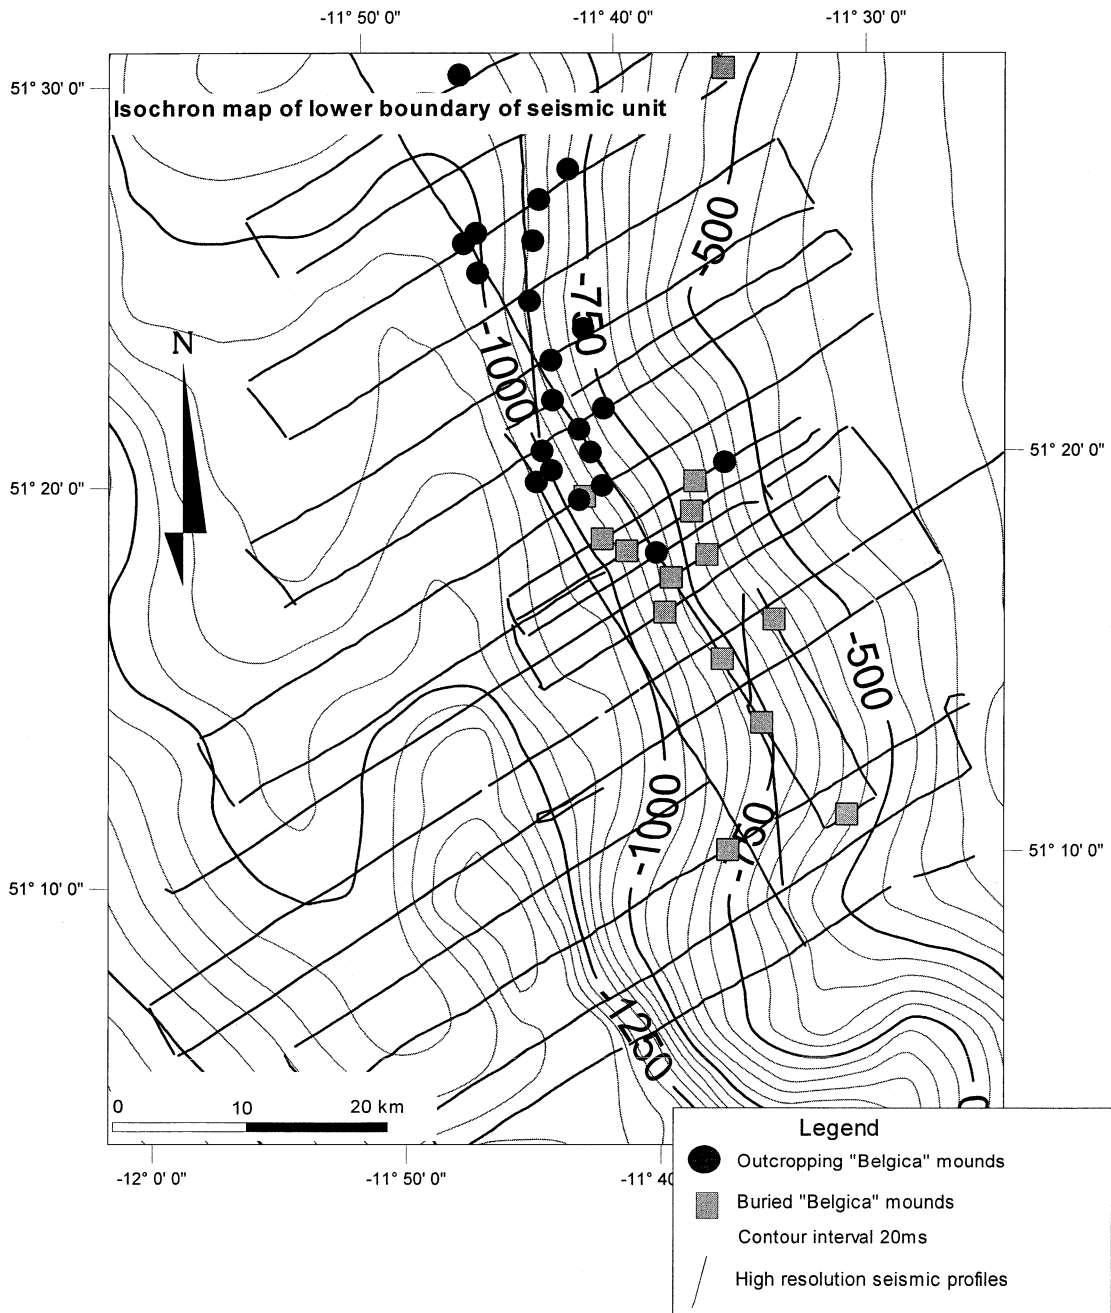 -11° 50' 0"
-11° 40' 0"
-11° 30' 0"
51° 30' 0"
Isochron map of lower boundary of seismic unit
-500
-750
N
-1000
51° 20' 0"
51° 20' 0"
-500
-1000
51° 10' 0"
51° 10' 0"
-1250
0 10 20 km
-12° 0' 0"
-11° 50' 0"
-11° 40
Legend
Outcropping "Belgica" mounds
Buried "Belgica" mounds
Contour interval 20ms
High resolution seismic profiles